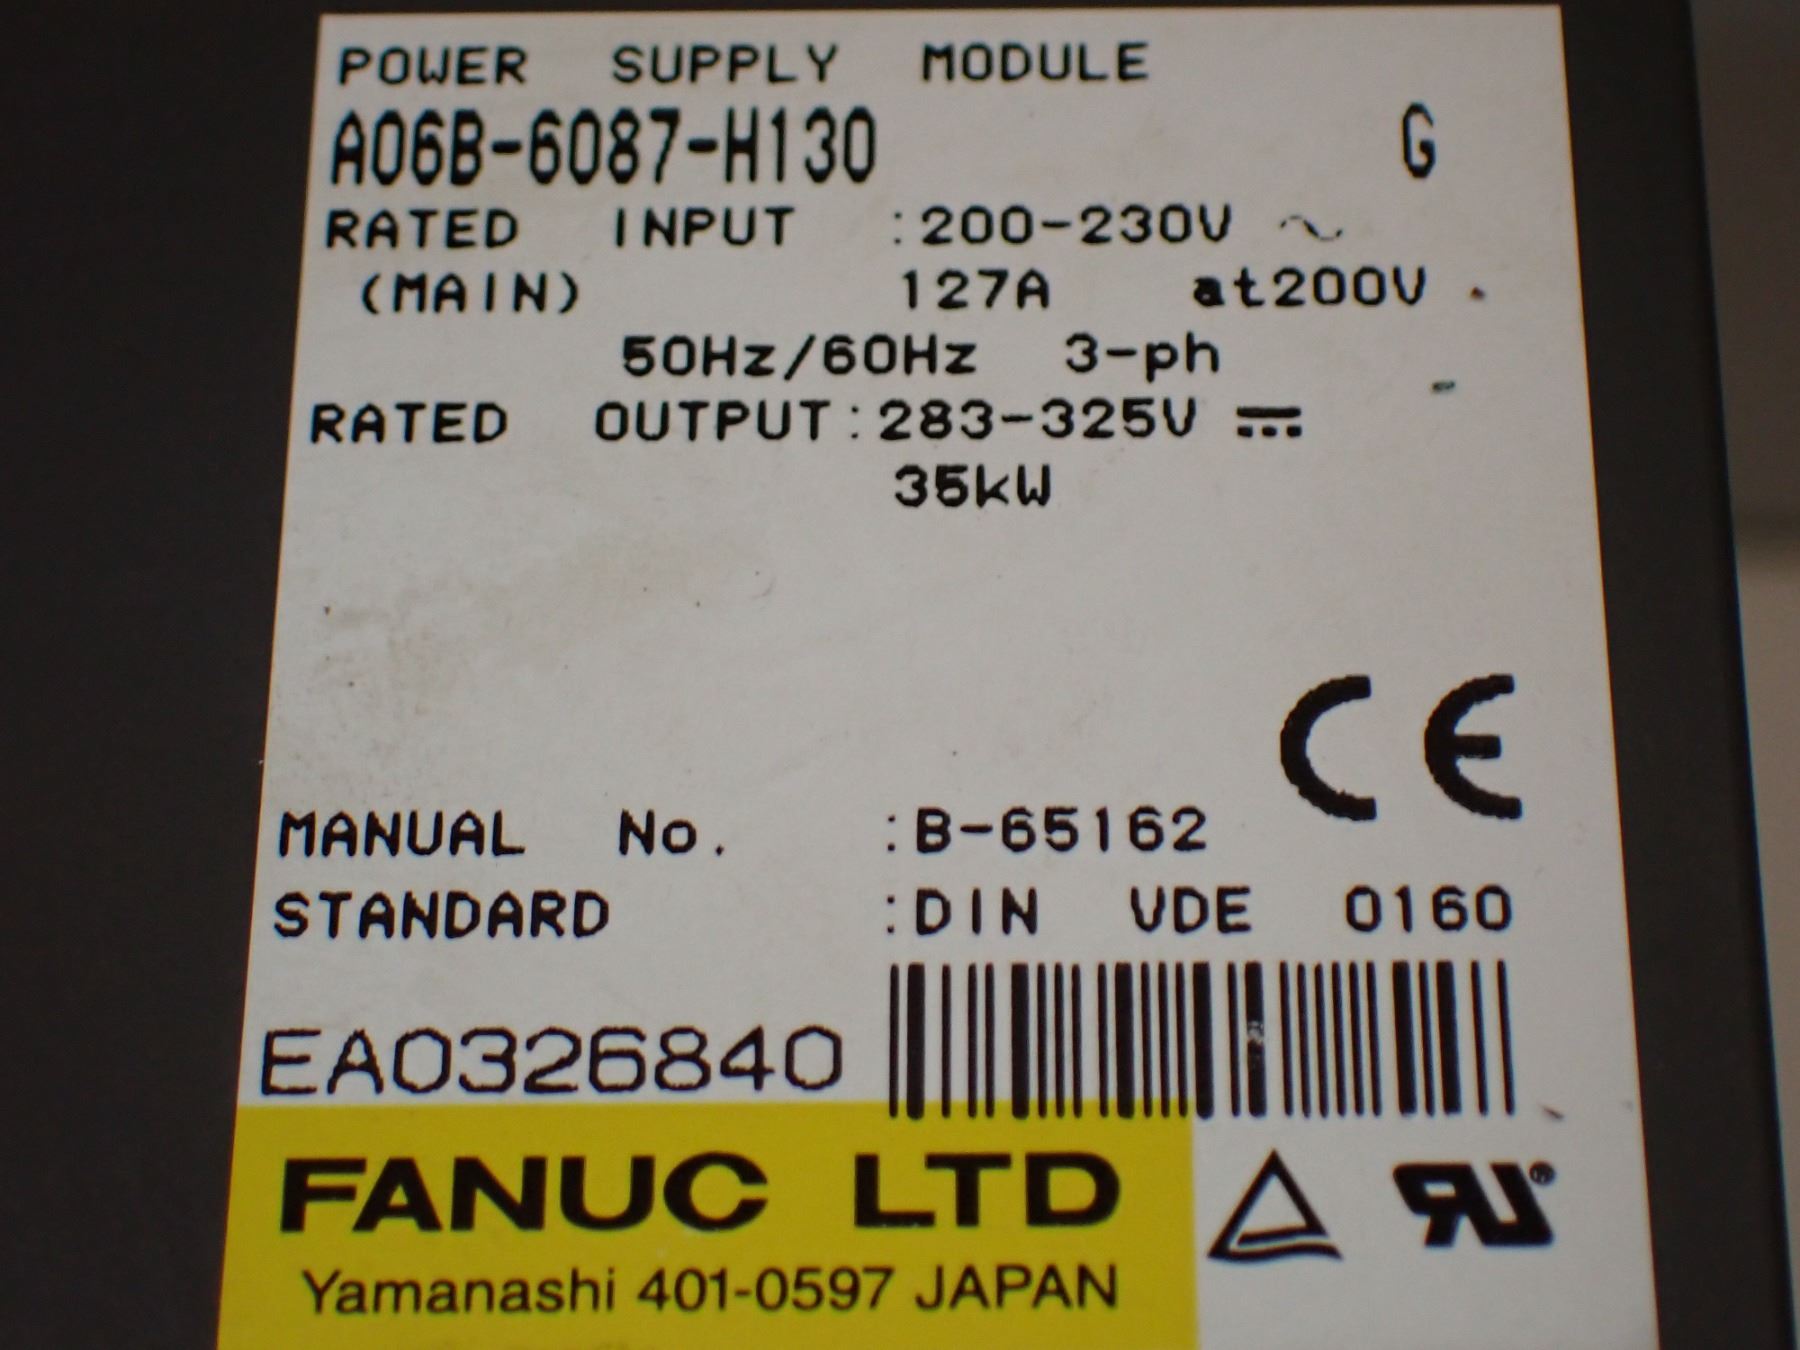 POWER SUPPLY MODULE
A06B-6087-H130 G
RATED INPUT :200-230V ~
(MAIN) 127A at200V
50Hz/60Hz 3-ph
RATED OUTPUT:283-325V ⎓
35kW
CE
MANUAL No. :B-65162
STANDARD :DIN VDE 0160
EA0326840
FANUC LTD
Yamanashi 401-0597 JAPAN
RU®